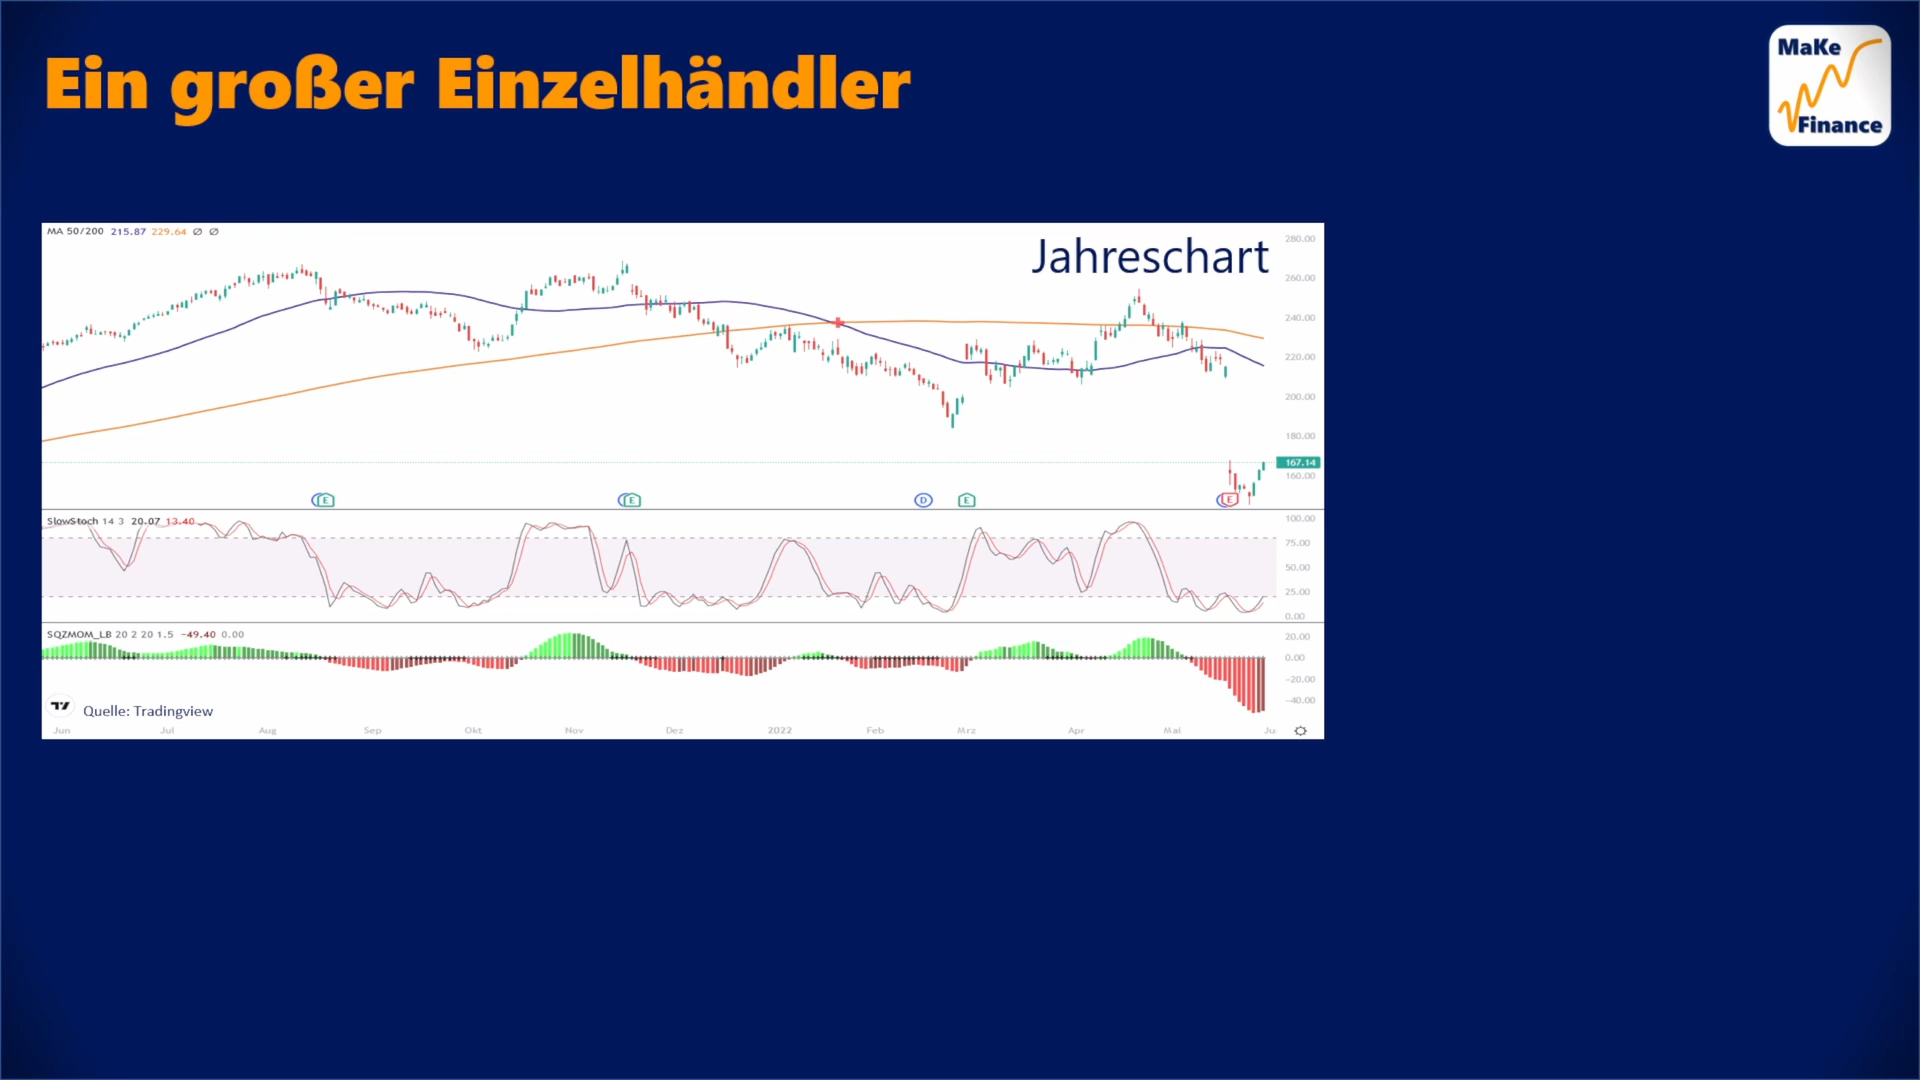 Ein großer Einzelhändler
MaKe
Finance
MA 50/200 215.87 229.64 Ø Ø
Jahreschart
280.00
260.00
240.00
220.00
200.00
180.00
167.14
160.00
E
E
D
E
E
SlowStoch 14 3 20.07 13.40
100.00
75.00
50.00
25.00
0.00
SQZMOM_LB 20 2 20 1.5 −49.40 0.00
20.00
0.00
−20.00
−40.00
Quelle: Tradingview
Jun Jul Aug Sep Okt Nov Dez 2022 Feb Mrz Apr Mai Ju